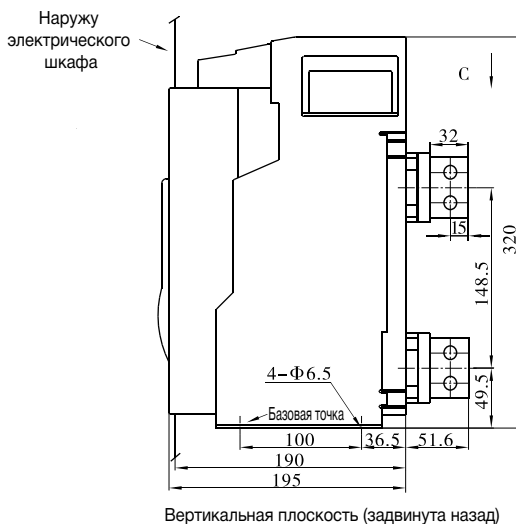 Наружу
электрического
шкафа
C
32
15
320
148.5
49.5
4-Ф6.5
Базовая точка
100
36.5
51.6
190
195
Вертикальная плоскость (задвинута назад)